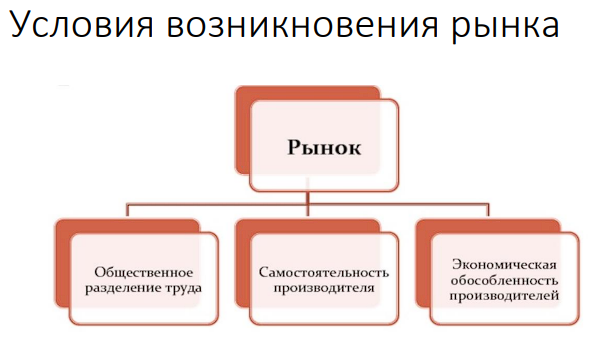 Условия возникновения рынка
Рынок
Общественное
разделение труда
Самостоятельность
производителя
Экономическая
обособленность
производителей